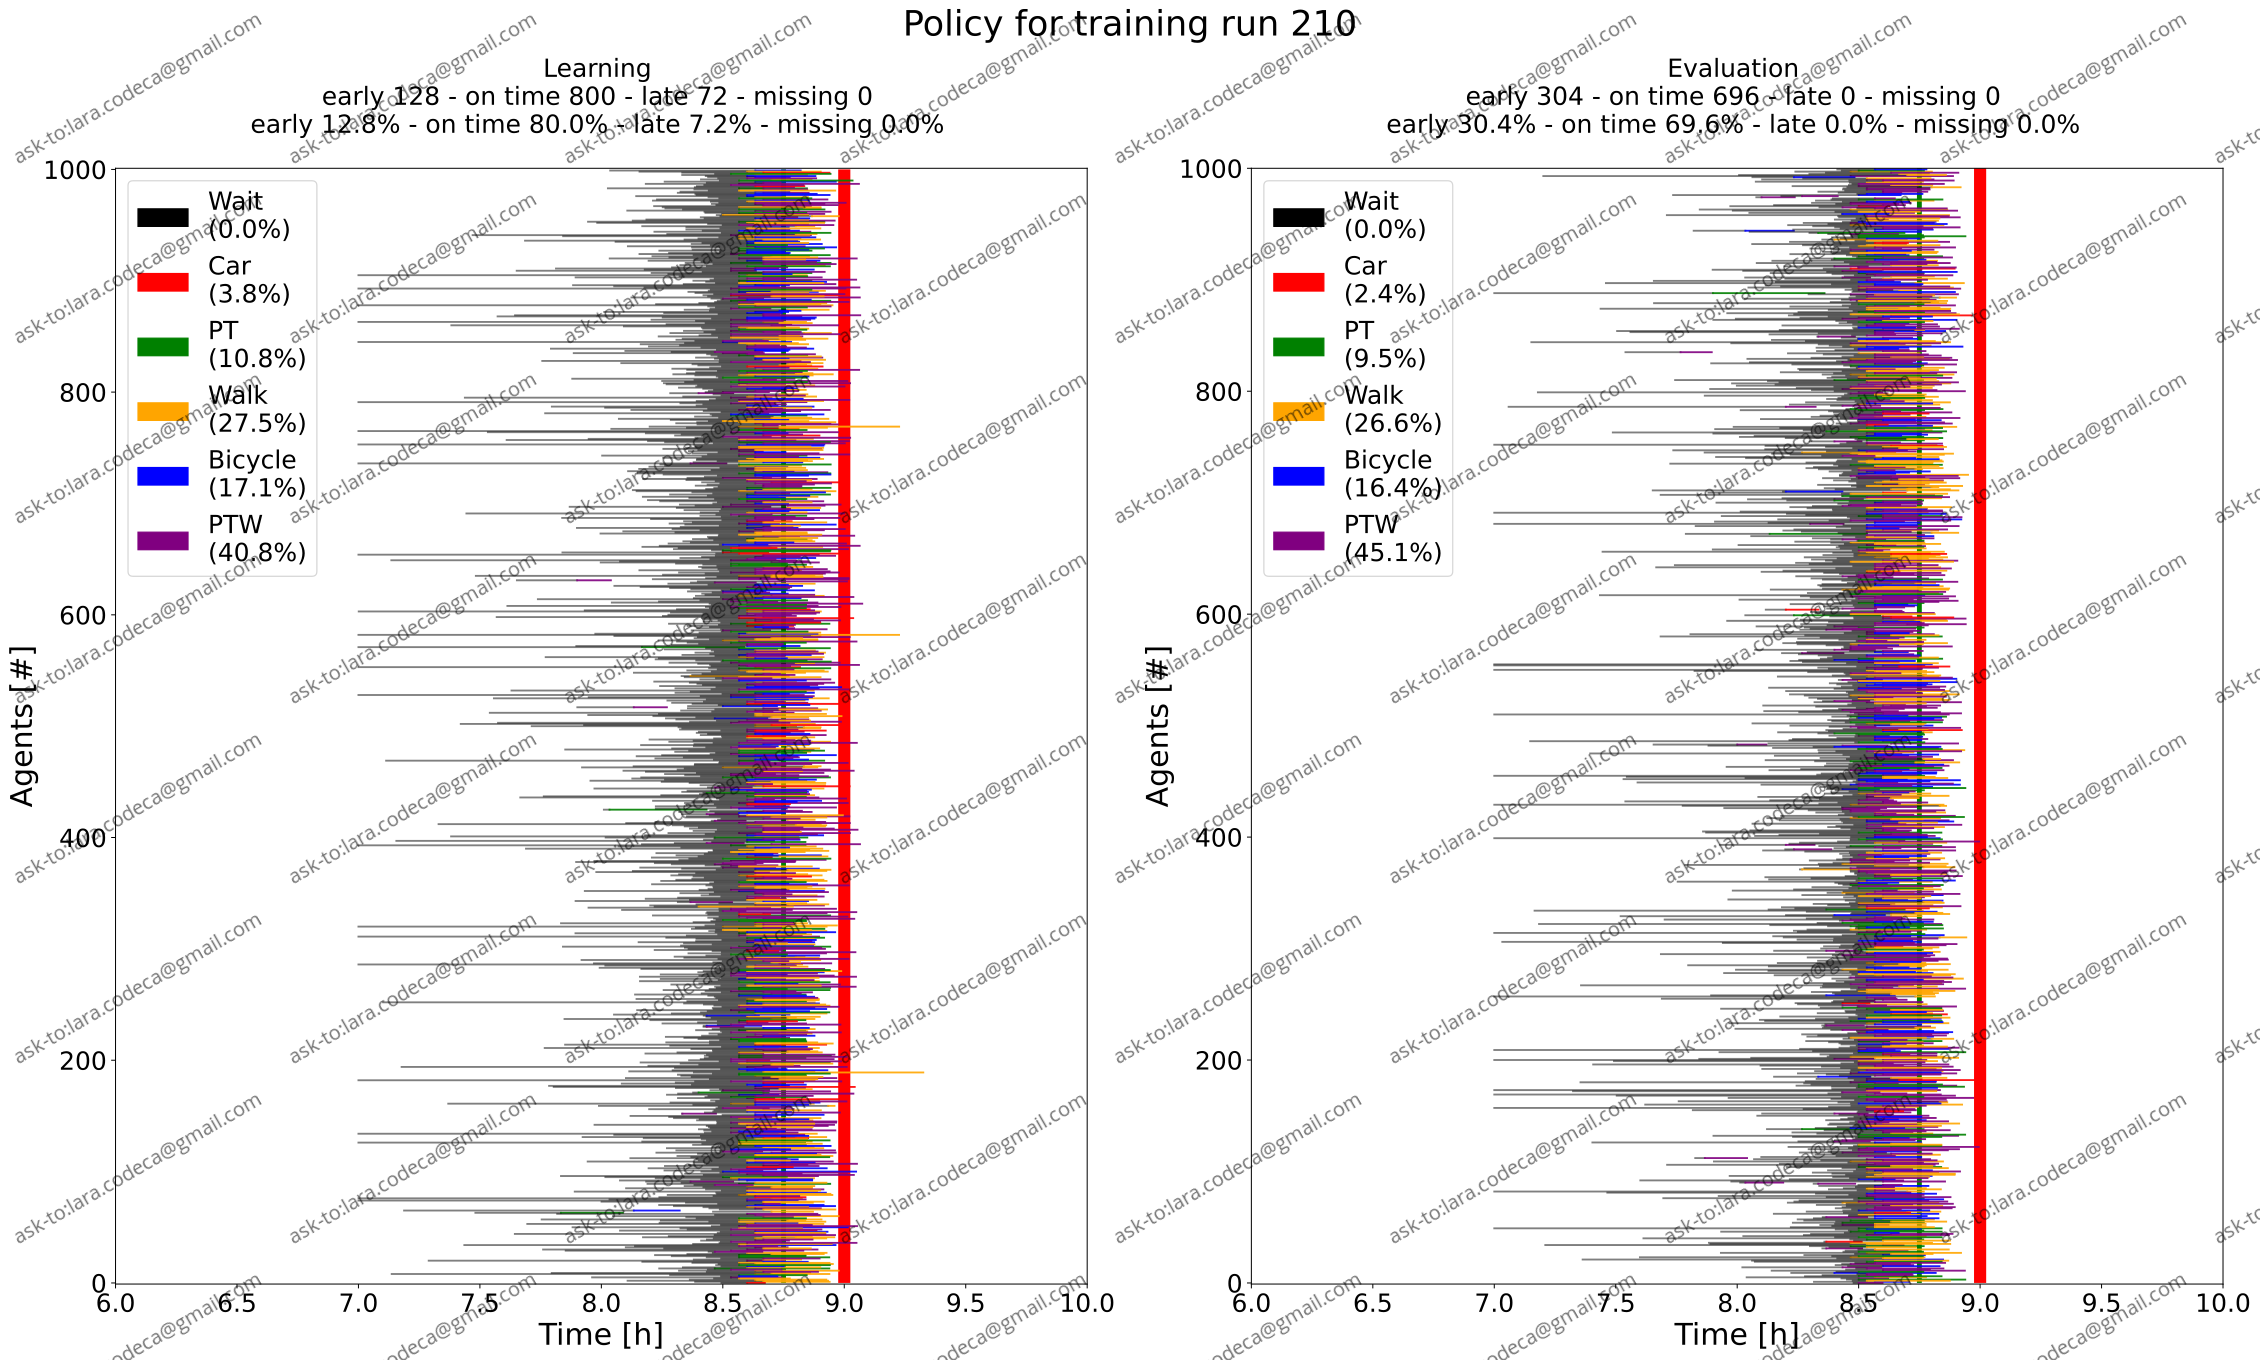 Policy for training run 210
Learning
early 128 - on time 800 - late 72 - missing 0
early 12.8% - on time 80.0% - late 7.2% - missing 0.0%
1000
800
600
400
200
0
Agents [#]
Wait
(0.0%)
Car
(3.8%)
PT
(10.8%)
Walk
(27.5%)
Bicycle
(17.1%)
PTW
(40.8%)
6.0 6.5 7.0 7.5 8.0 8.5 9.0 9.5 10.0
Time [h]
Evaluation
early 304 - on time 696 - late 0 - missing 0
early 30.4% - on time 69.6% - late 0.0% - missing 0.0%
1000
800
600
400
200
0
Agents [#]
Wait
(0.0%)
Car
(2.4%)
PT
(9.5%)
Walk
(26.6%)
Bicycle
(16.4%)
PTW
(45.1%)
6.0 6.5 7.0 7.5 8.0 8.5 9.0 9.5 10.0
Time [h]
ask-to:lara.codeca@gmail.com